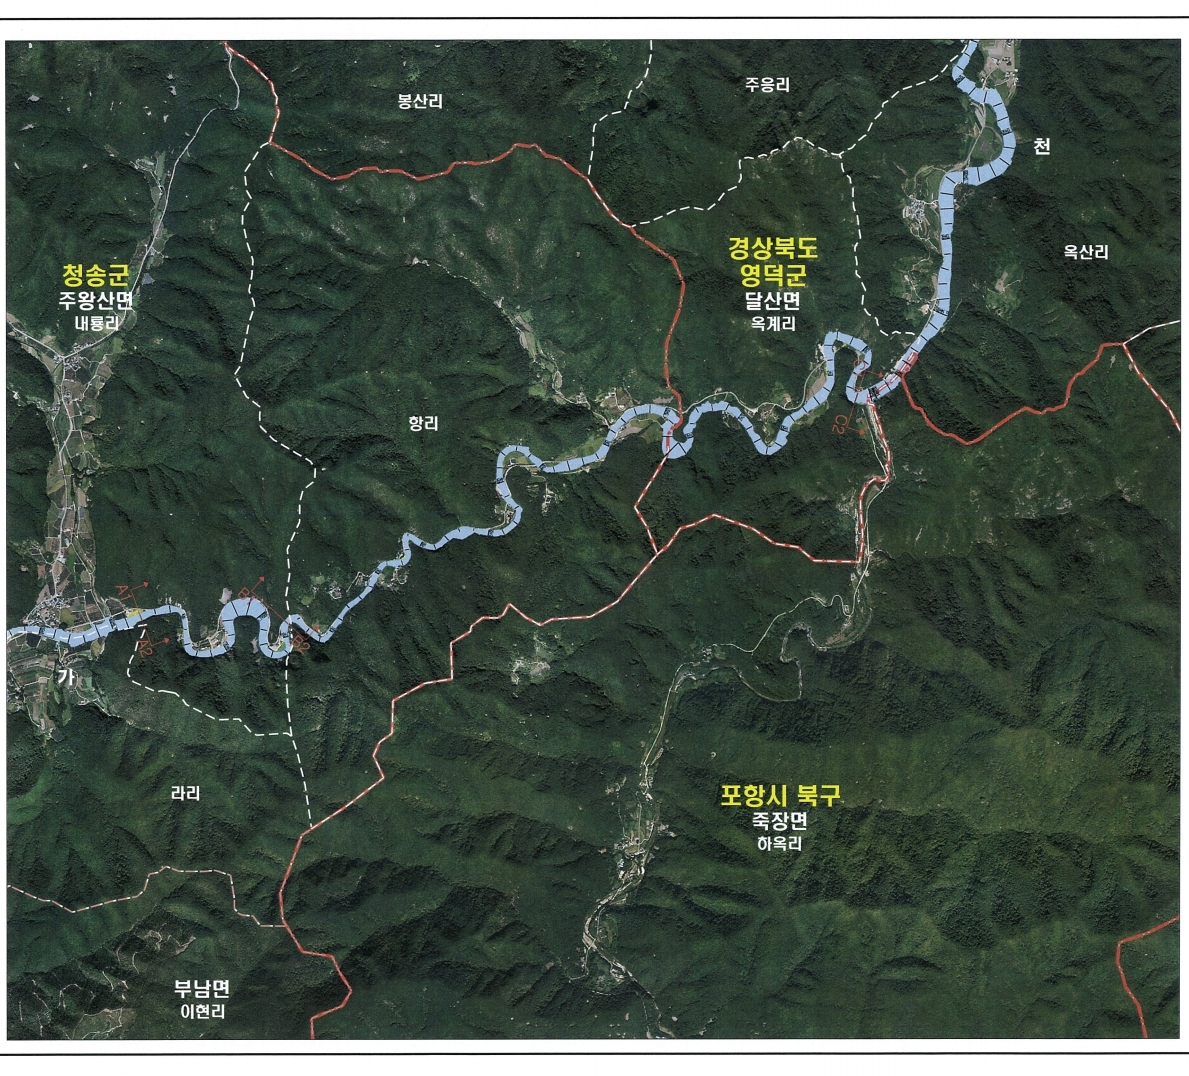 봉산리
주응리
천
경상북도
영덕군
달산면
옥계리
옥산리
청송군
주왕산면
내룡리
항리
가
라리
포항시 북구
죽장면
하옥리
부남면
이현리